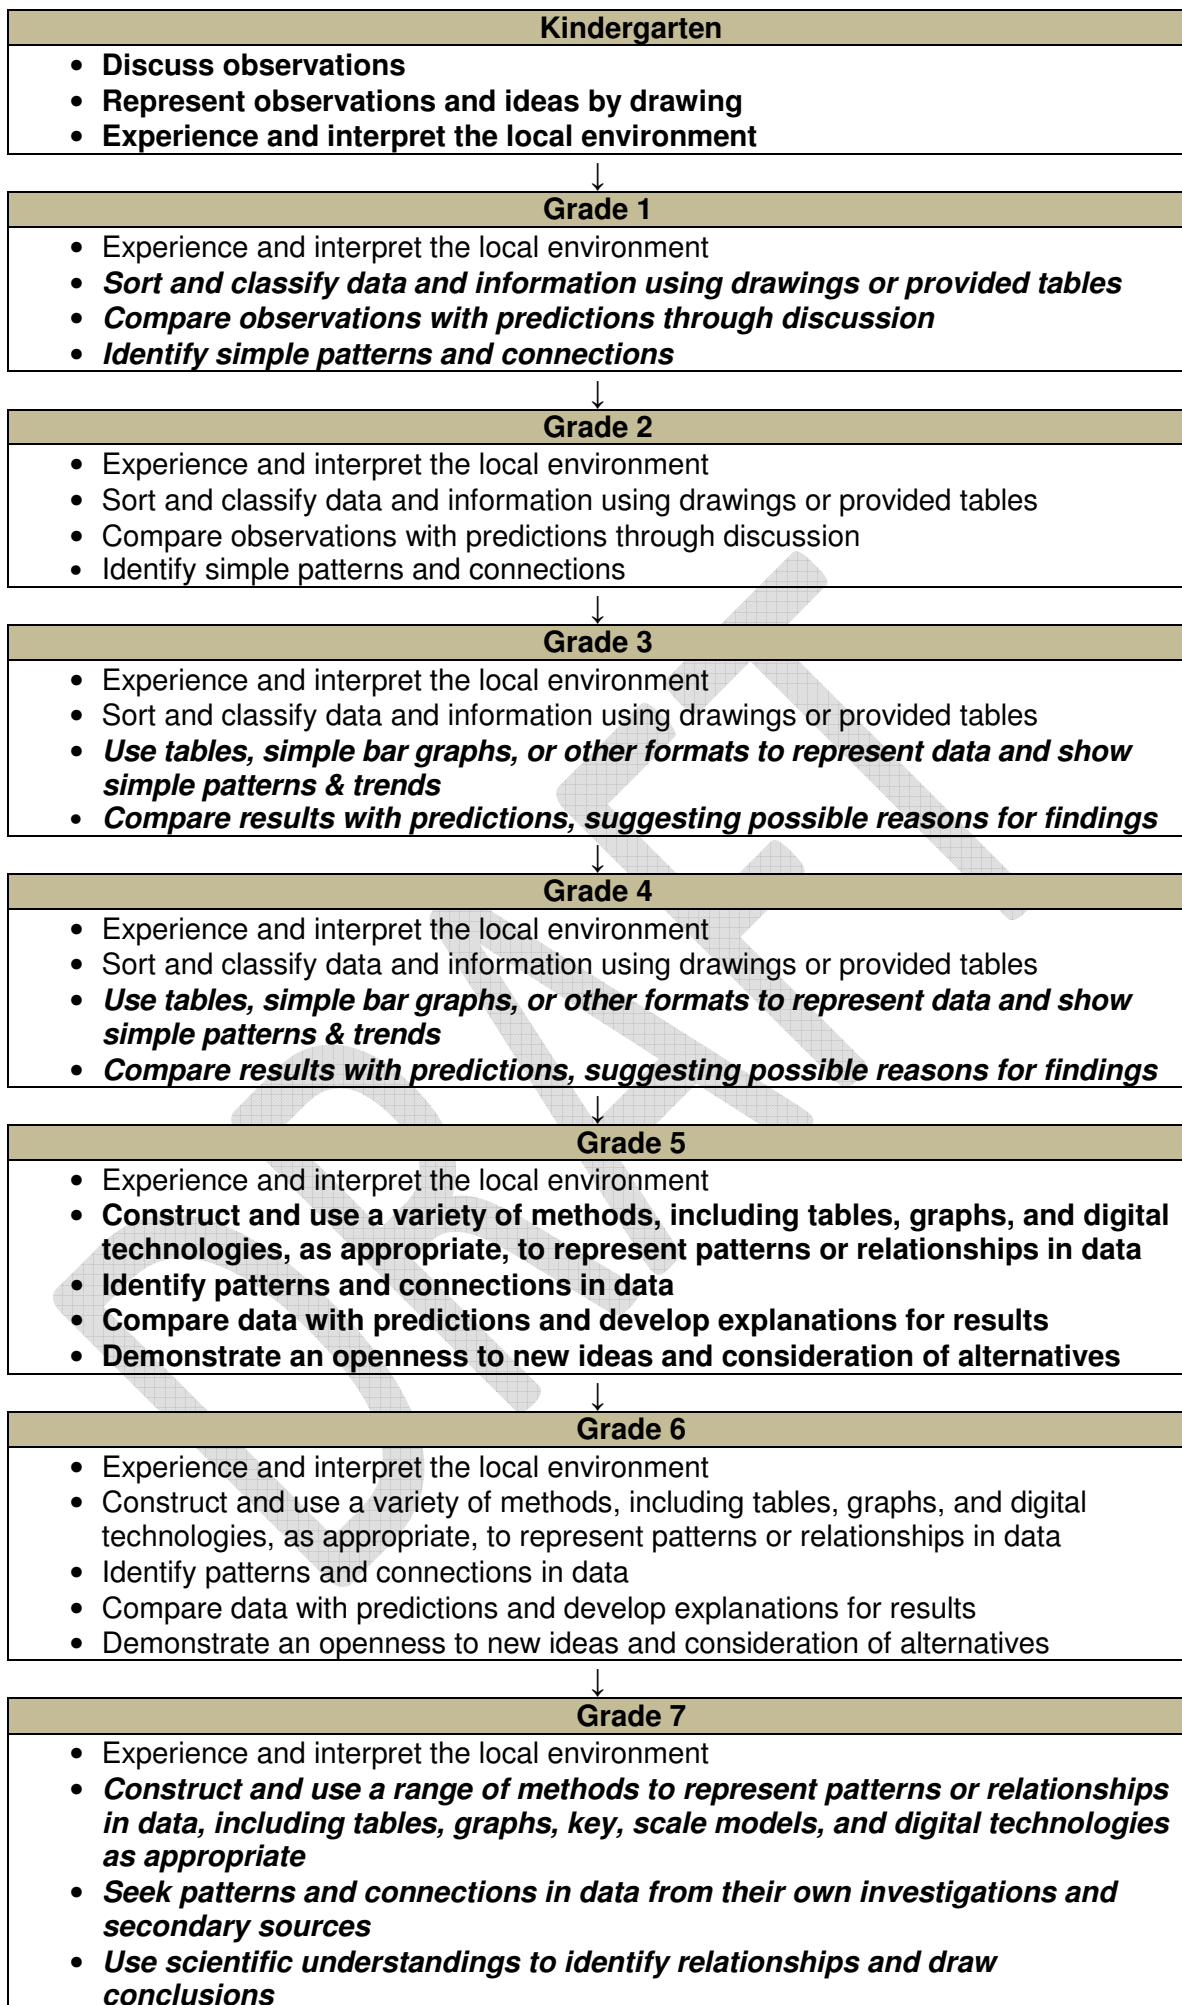 Kindergarten
• Discuss observations
• Represent observations and ideas by drawing
• Experience and interpret the local environment
↓
Grade 1
• Experience and interpret the local environment
• Sort and classify data and information using drawings or provided tables
• Compare observations with predictions through discussion
• Identify simple patterns and connections
↓
Grade 2
• Experience and interpret the local environment
• Sort and classify data and information using drawings or provided tables
• Compare observations with predictions through discussion
• Identify simple patterns and connections
↓
Grade 3
• Experience and interpret the local environment
• Sort and classify data and information using drawings or provided tables
• Use tables, simple bar graphs, or other formats to represent data and show
simple patterns & trends
• Compare results with predictions, suggesting possible reasons for findings
↓
Grade 4
• Experience and interpret the local environment
• Sort and classify data and information using drawings or provided tables
• Use tables, simple bar graphs, or other formats to represent data and show
simple patterns & trends
• Compare results with predictions, suggesting possible reasons for findings
↓
Grade 5
• Experience and interpret the local environment
• Construct and use a variety of methods, including tables, graphs, and digital
technologies, as appropriate, to represent patterns or relationships in data
• Identify patterns and connections in data
• Compare data with predictions and develop explanations for results
• Demonstrate an openness to new ideas and consideration of alternatives
↓
Grade 6
• Experience and interpret the local environment
• Construct and use a variety of methods, including tables, graphs, and digital
technologies, as appropriate, to represent patterns or relationships in data
• Identify patterns and connections in data
• Compare data with predictions and develop explanations for results
• Demonstrate an openness to new ideas and consideration of alternatives
↓
Grade 7
• Experience and interpret the local environment
• Construct and use a range of methods to represent patterns or relationships
in data, including tables, graphs, key, scale models, and digital technologies
as appropriate
• Seek patterns and connections in data from their own investigations and
secondary sources
• Use scientific understandings to identify relationships and draw
conclusions
DRAFT